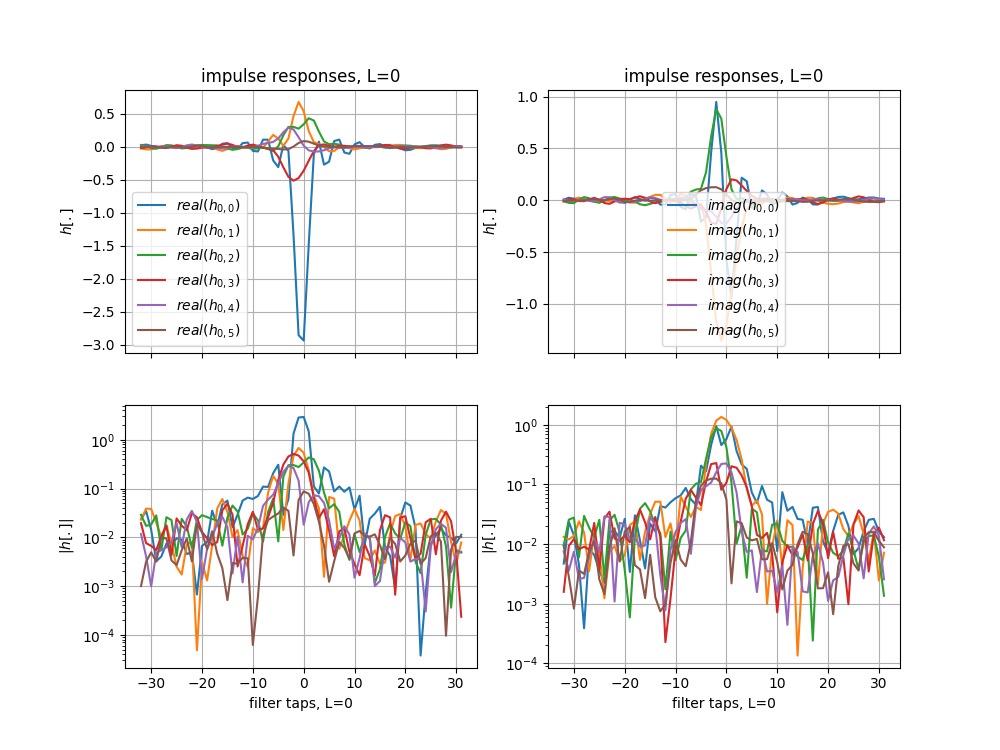 impulse responses, L=0
impulse responses, L=0
h[.]
0.5
0.0
−0.5
−1.0
−1.5
−2.0
−2.5
−3.0
real(h0,0)
real(h0,1)
real(h0,2)
real(h0,3)
real(h0,4)
real(h0,5)
h[.]
1.0
0.5
0.0
−0.5
−1.0
imag(h0,0)
imag(h0,1)
imag(h0,2)
imag(h0,3)
imag(h0,4)
imag(h0,5)
|h[.]|
10^0
10^−1
10^−2
10^−3
10^−4
−30 −20 −10 0 10 20 30
filter taps, L=0
|h[.]|
10^0
10^−1
10^−2
10^−3
10^−4
−30 −20 −10 0 10 20 30
filter taps, L=0